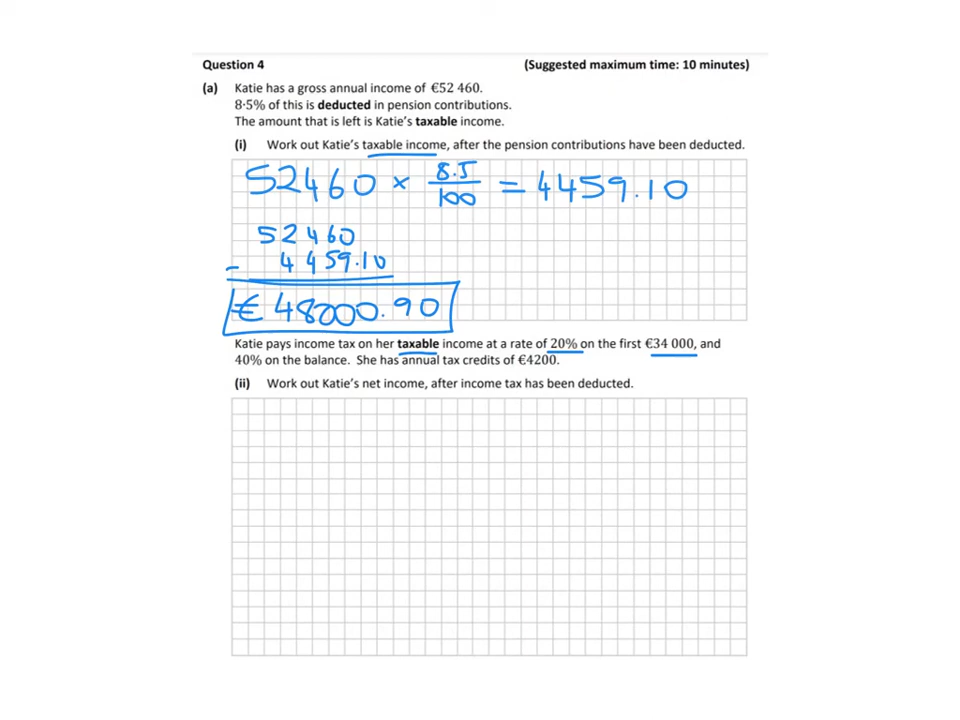 Question 4 (Suggested maximum time: 10 minutes)
(a) Katie has a gross annual income of €52 460.
8·5% of this is deducted in pension contributions.
The amount that is left is Katie's taxable income.
(i) Work out Katie's taxable income, after the pension contributions have been deducted.
52460 × 8.5/100 = 4459.10
52460
- 4459.10
€ 48000.90
Katie pays income tax on her taxable income at a rate of 20% on the first €34 000, and
40% on the balance. She has annual tax credits of €4200.
(ii) Work out Katie's net income, after income tax has been deducted.